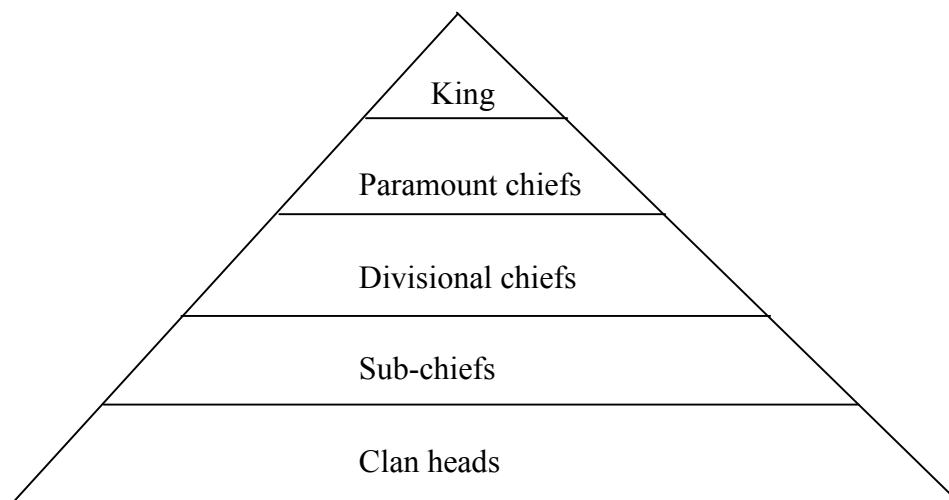 King
Paramount chiefs
Divisional chiefs
Sub-chiefs
Clan heads